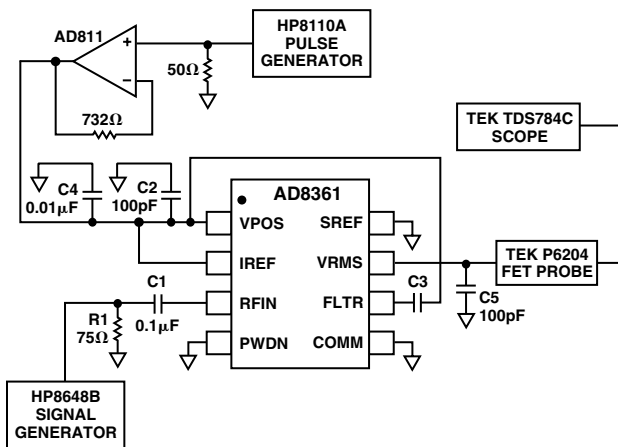 AD811
+
−
HP8110A
PULSE
GENERATOR
50Ω
732Ω
TEK TDS784C
SCOPE
C4
0.01μF
C2
100pF
AD8361
VPOS
SREF
IREF
VRMS
RFIN
FLTR
PWDN
COMM
TEK P6204
FET PROBE
C1
0.1μF
C3
C5
100pF
R1
75Ω
HP8648B
SIGNAL
GENERATOR